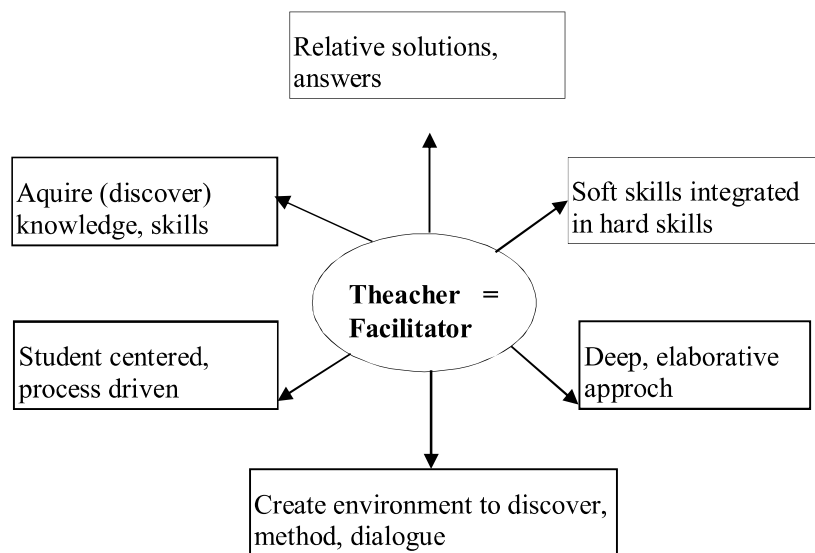 Relative solutions,
answers
Aquire (discover)
knowledge, skills
Soft skills integrated
in hard skills
Theacher =
Facilitator
Student centered,
process driven
Deep, elaborative
approch
Create environment to discover,
method, dialogue